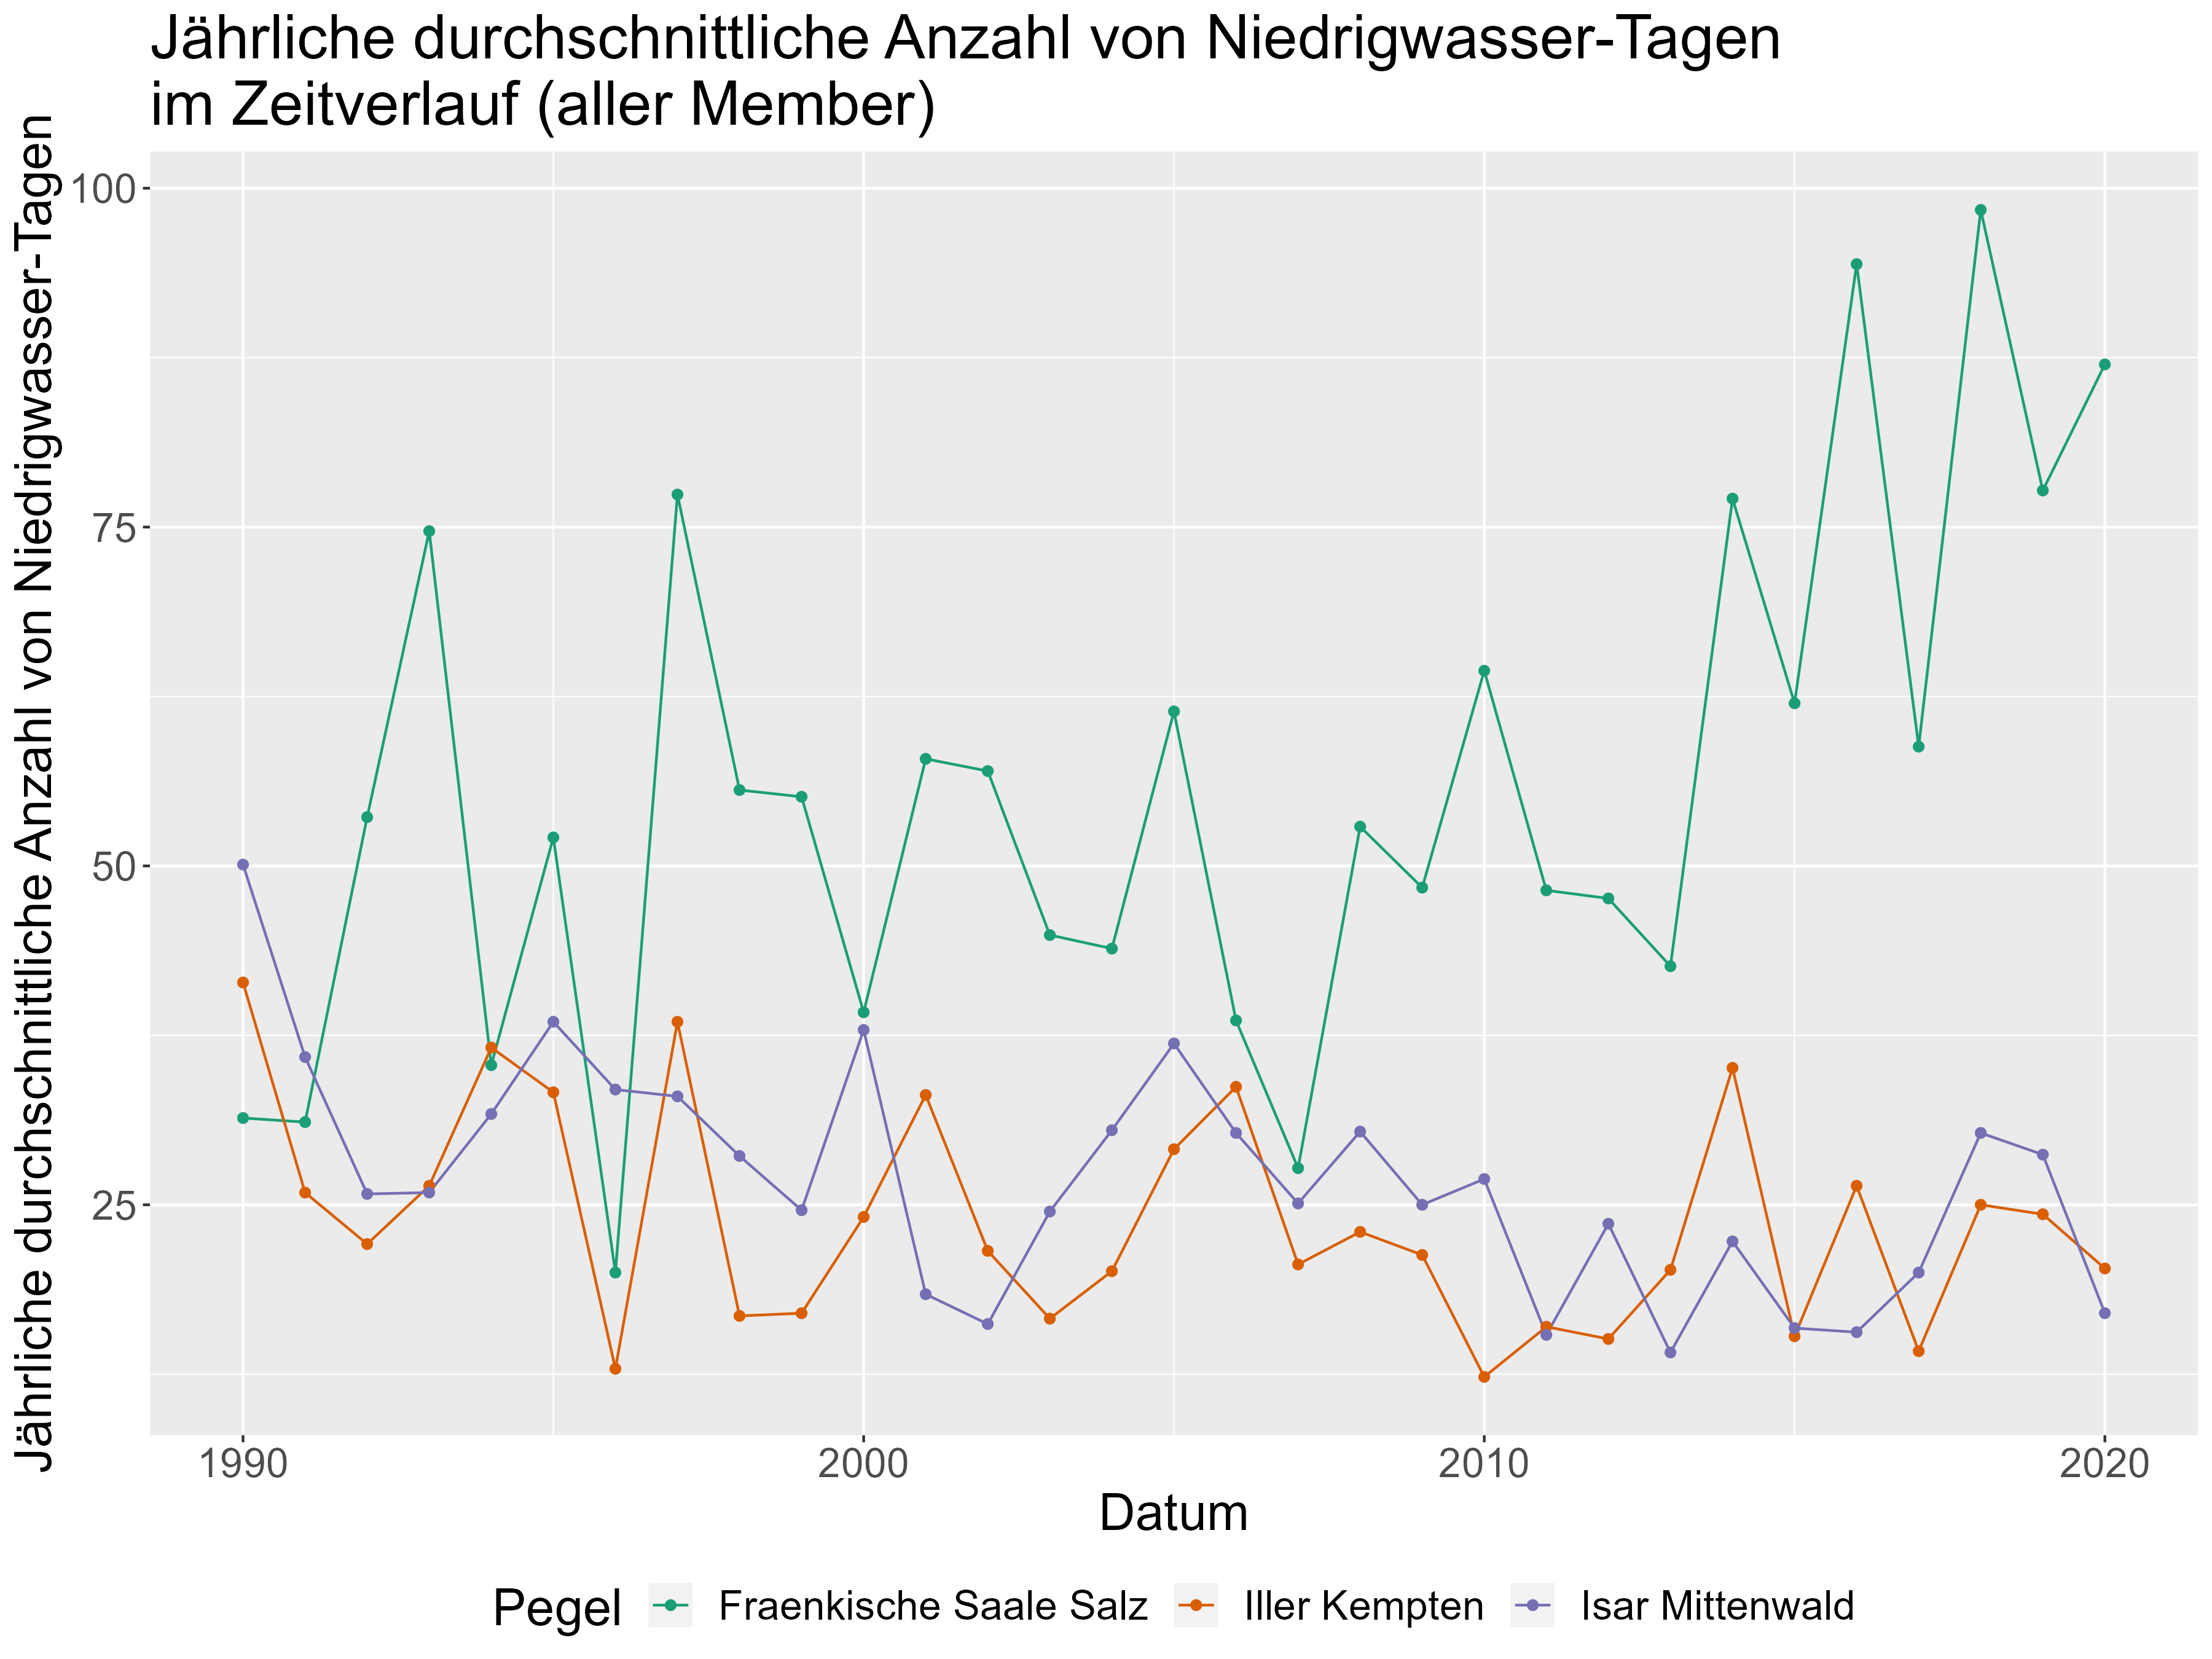 Jährliche durchschnittliche Anzahl von Niedrigwasser-Tagen
im Zeitverlauf (aller Member)
Jährliche durchschnittliche Anzahl von Niedrigwasser-Tagen
100
75
50
25
1990 2000 2010 2020
Datum
Pegel Fraenkische Saale Salz Iller Kempten Isar Mittenwald